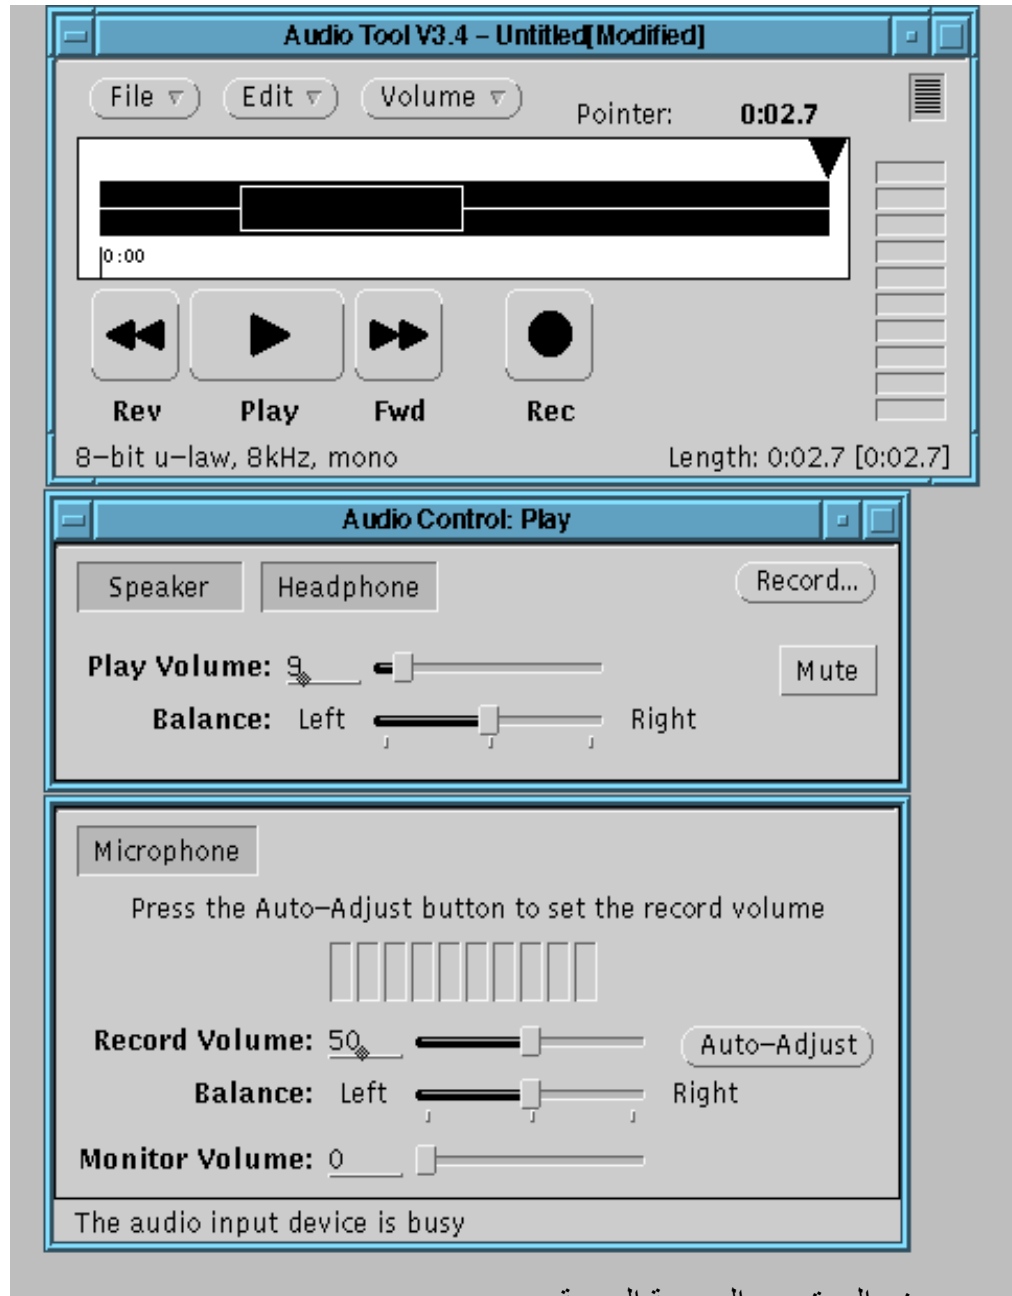 Audio Tool V3.4 – Untitled[Modified]
File Edit Volume Pointer: 0:02.7
0:00
Rev Play Fwd Rec
8–bit u–law, 8kHz, mono Length: 0:02.7 [0:02.7]
Audio Control: Play
Speaker Headphone Record...
Play Volume: 9 Mute
Balance: Left Right
Microphone
Press the Auto–Adjust button to set the record volume
Record Volume: 50 Auto–Adjust
Balance: Left Right
Monitor Volume: 0
The audio input device is busy